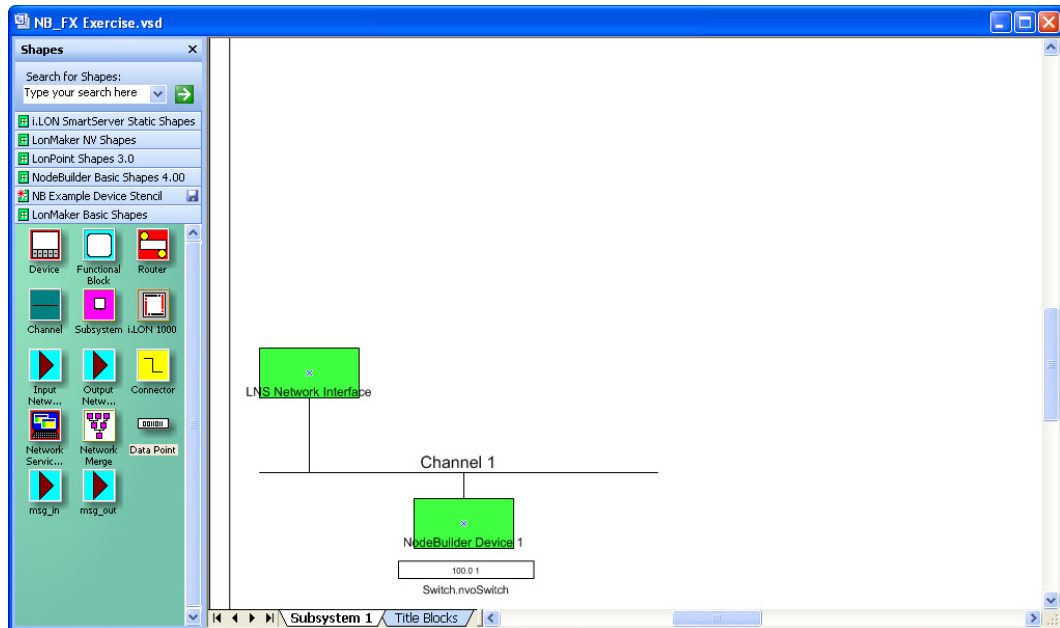 NB_FX Exercise.vsd
Shapes
Search for Shapes:
Type your search here
i.LON SmartServer Static Shapes
LonMaker NV Shapes
LonPoint Shapes 3.0
NodeBuilder Basic Shapes 4.00
NB Example Device Stencil
LonMaker Basic Shapes
Device
Functional Block
Router
Channel
Subsystem
i.LON 1000
Input Netw...
Output Netw...
Connector
Network Servic...
Network Merge
Data Point
msg_in
msg_out
LNS Network Interface
Channel 1
NodeBuilder Device 1
100.0 1
Switch.nvoSwitch
Subsystem 1
Title Blocks